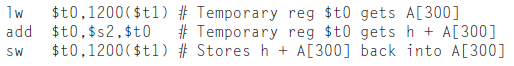 lw $t0,1200($t1) # Temporary reg $t0 gets A[300]
add $t0,$s2,$t0 # Temporary reg $t0 gets h + A[300]
sw $t0,1200($t1) # Stores h + A[300] back into A[300]